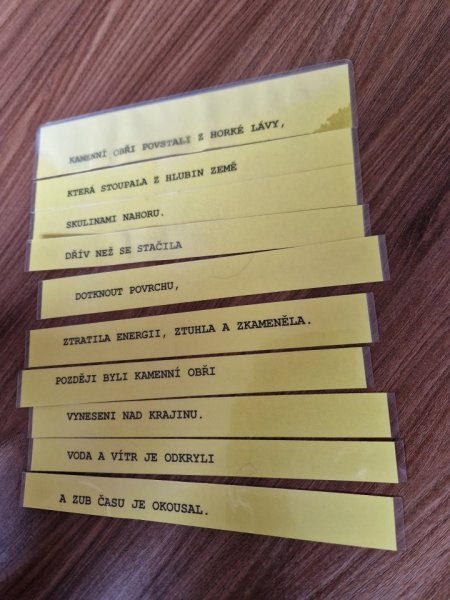 KAMENNÍ OBŘI POVSTALI Z HORKÉ LÁVY,
KTERÁ STOUPALA Z HLUBIN ZEMĚ
SKULINAMI NAHORU.
DŘÍV NEŽ SE STAČILA
DOTKNOUT POVRCHU,
ZTRATILA ENERGII, ZTUHLA A ZKAMENĚLA.
POZDĚJI BYLI KAMENNÍ OBŘI
VYNESENI NAD KRAJINU.
VODA A VÍTR JE ODKRYLI
A ZUB ČASU JE OKOUSAL.